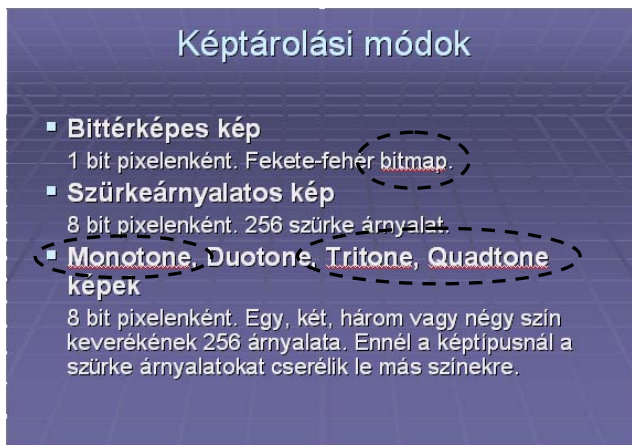 Képtárolási módok
Bittérképes kép
1 bit pixelenként. Fekete-fehér bitmap.
Szürkeárnyalatos kép
8 bit pixelenként. 256 szürke árnyalat.
Monotone, Duotone, Tritone, Quadtone
képek
8 bit pixelenként. Egy, két, három vagy négy szín
keverékének 256 árnyalata. Ennél a képtípusnál a
szürke árnyalatokat cserélik le más színekre.